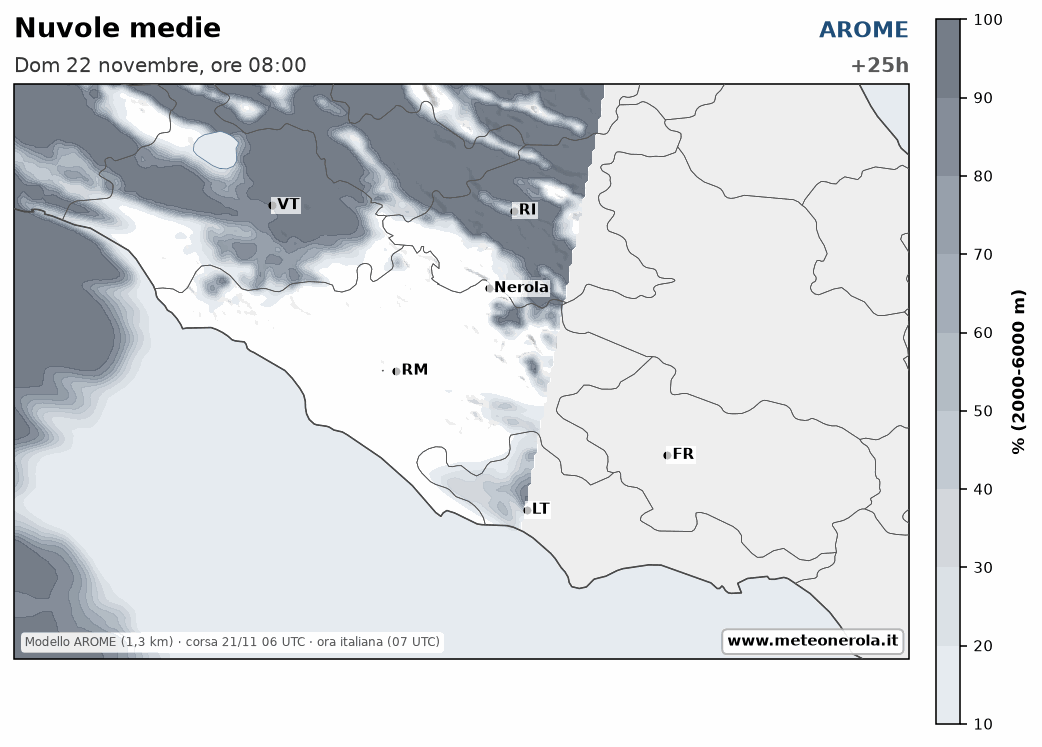 Nuvole medie
AROME
Dom 22 novembre, ore 08:00
+25h
VT
RI
Nerola
RM
FR
LT
Modello AROME (1,3 km) · corsa 21/11 06 UTC · ora italiana (07 UTC)
www.meteonerola.it
100
90
80
70
60
50
40
30
20
10
% (2000-6000 m)